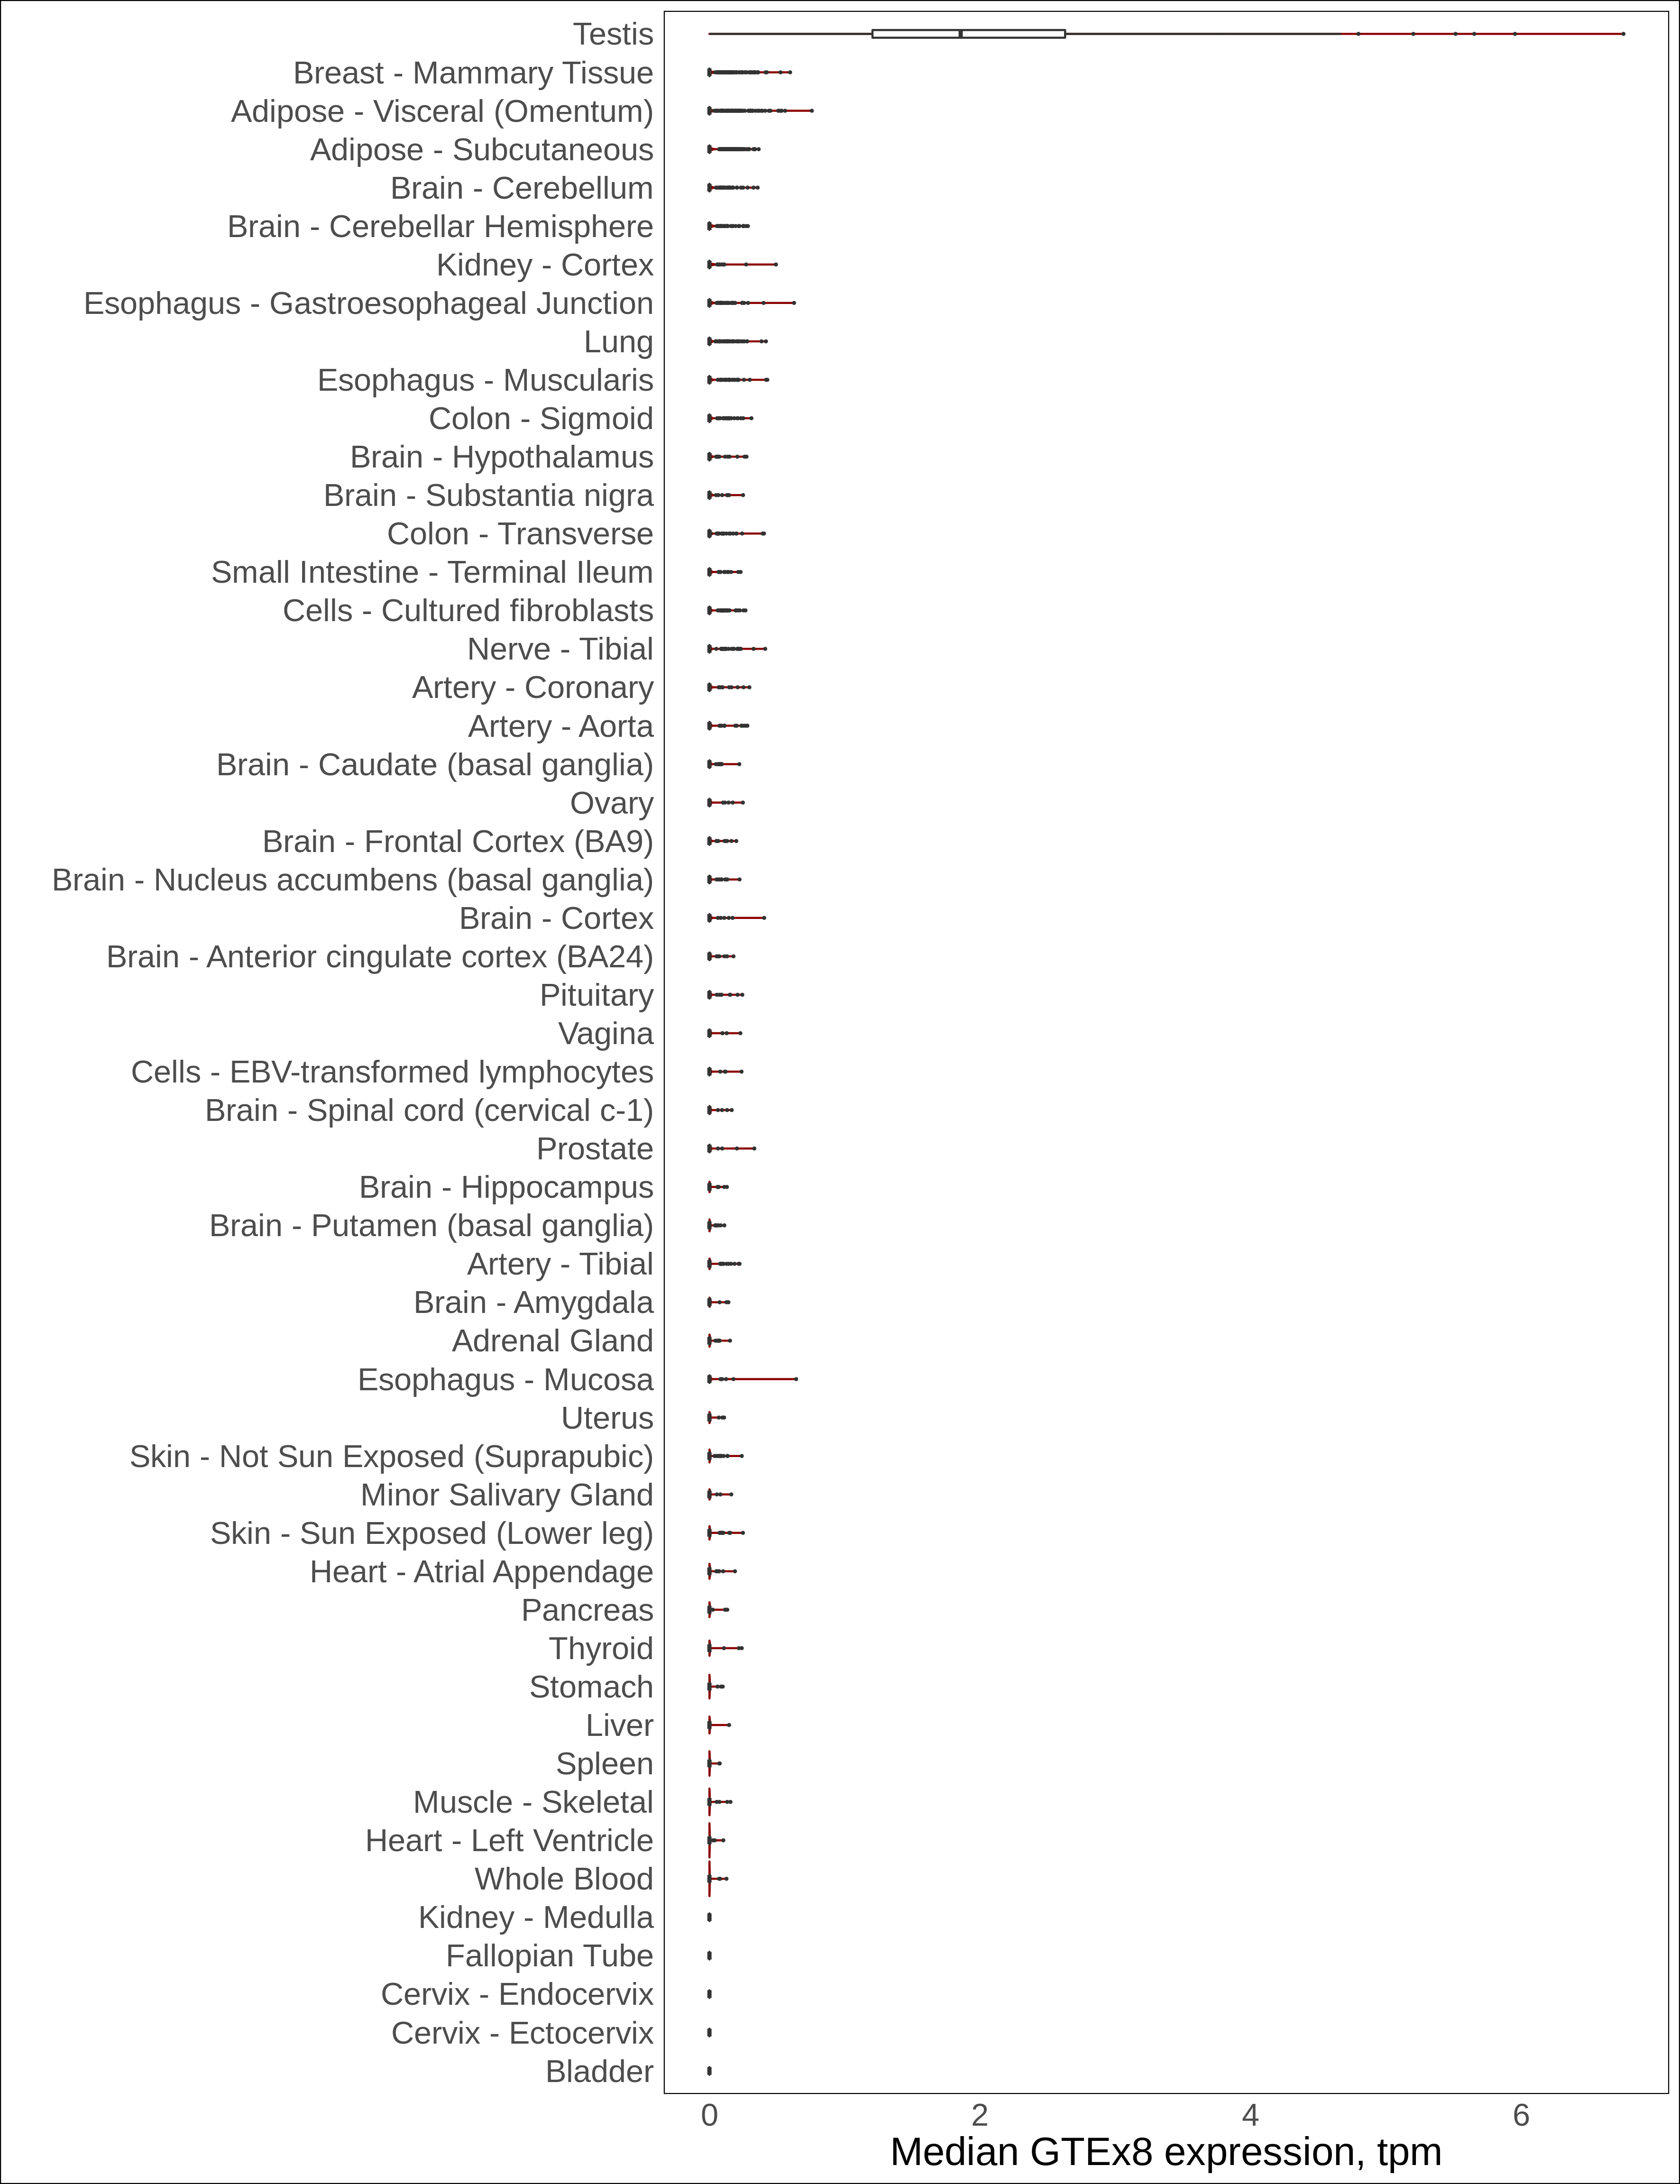 Testis
Breast - Mammary Tissue
Adipose - Visceral (Omentum)
Adipose - Subcutaneous
Brain - Cerebellum
Brain - Cerebellar Hemisphere
Kidney - Cortex
Esophagus - Gastroesophageal Junction
Lung
Esophagus - Muscularis
Colon - Sigmoid
Brain - Hypothalamus
Brain - Substantia nigra
Colon - Transverse
Small Intestine - Terminal Ileum
Cells - Cultured fibroblasts
Nerve - Tibial
Artery - Coronary
Artery - Aorta
Brain - Caudate (basal ganglia)
Ovary
Brain - Frontal Cortex (BA9)
Brain - Nucleus accumbens (basal ganglia)
Brain - Cortex
Brain - Anterior cingulate cortex (BA24)
Pituitary
Vagina
Cells - EBV-transformed lymphocytes
Brain - Spinal cord (cervical c-1)
Prostate
Brain - Hippocampus
Brain - Putamen (basal ganglia)
Artery - Tibial
Brain - Amygdala
Adrenal Gland
Esophagus - Mucosa
Uterus
Skin - Not Sun Exposed (Suprapubic)
Minor Salivary Gland
Skin - Sun Exposed (Lower leg)
Heart - Atrial Appendage
Pancreas
Thyroid
Stomach
Liver
Spleen
Muscle - Skeletal
Heart - Left Ventricle
Whole Blood
Kidney - Medulla
Fallopian Tube
Cervix - Endocervix
Cervix - Ectocervix
Bladder
0 2 4 6
Median GTEx8 expression, tpm